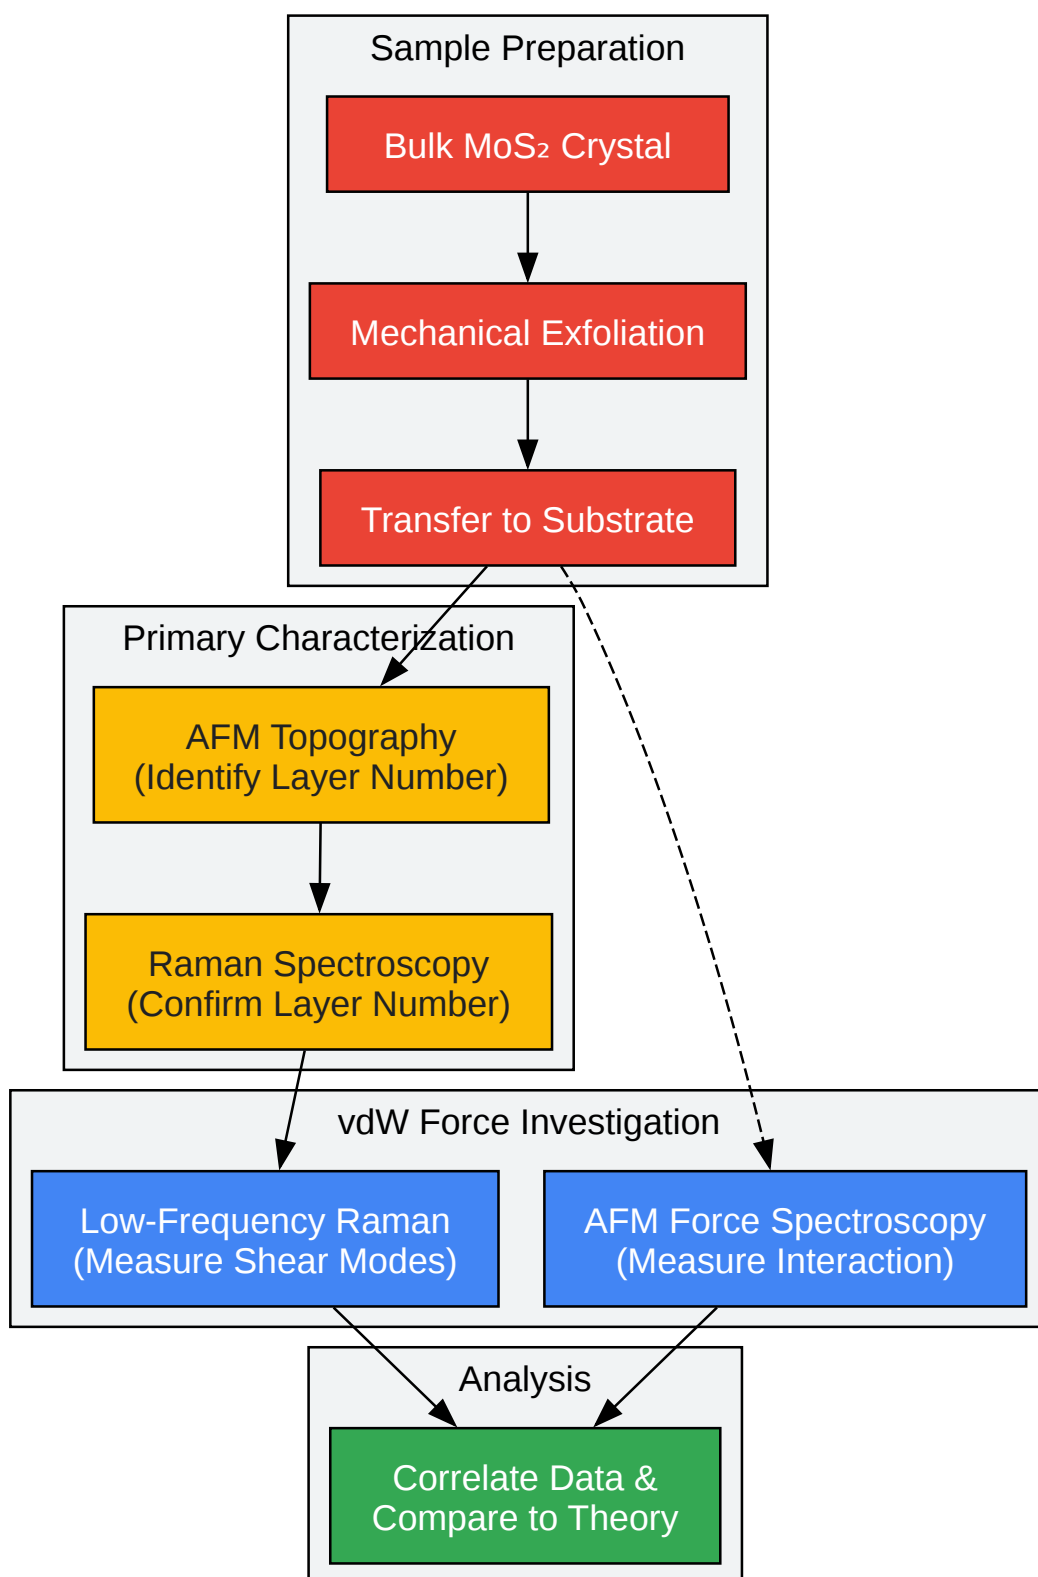 Sample Preparation
Bulk MoS₂ Crystal
Mechanical Exfoliation
Transfer to Substrate
Primary Characterization
AFM Topography
(Identify Layer Number)
Raman Spectroscopy
(Confirm Layer Number)
vdW Force Investigation
Low-Frequency Raman
(Measure Shear Modes)
AFM Force Spectroscopy
(Measure Interaction)
Analysis
Correlate Data &
Compare to Theory